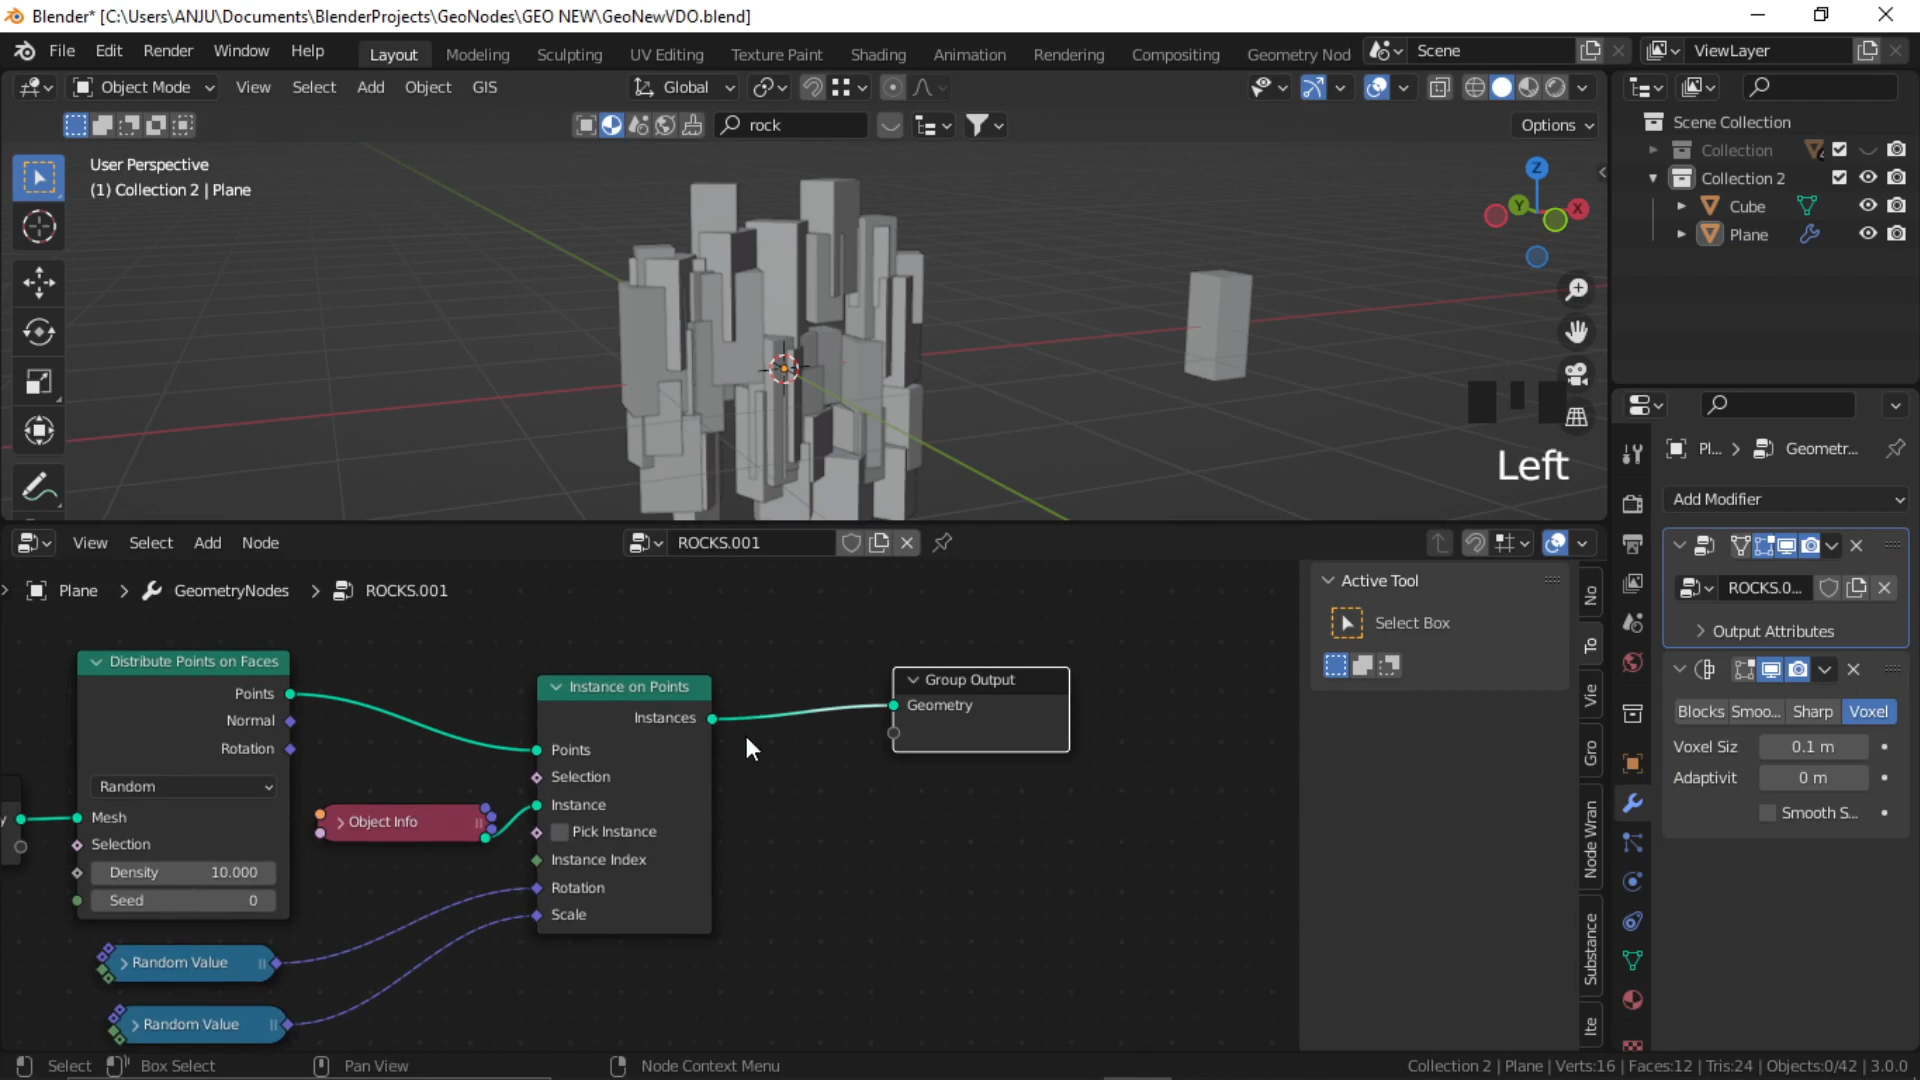 Blender* [C:\Users\ANJU\Documents\BlenderProjects\GeoNodes\GEO NEW\GeoNewVDO.blend]
File Edit Render Window Help Layout Modeling Sculpting UV Editing Texture Paint Shading Animation Rendering Compositing Geometry Nod Scene ViewLayer
Object Mode View Select Add Object GIS Global
rock Options
User Perspective
(1) Collection 2 | Plane
Z
Y
X
Left
Scene Collection
Collection
Collection 2
Cube
Plane
View Select Add Node ROCKS.001
Plane > GeometryNodes > ROCKS.001
Distribute Points on Faces
Points
Normal
Rotation
Random
Mesh
Selection
Density 10.000
Seed 0
Random Value
Random Value
Object Info
Instance on Points
Instances
Points
Selection
Instance
Pick Instance
Instance Index
Rotation
Scale
Group Output
Geometry
Active Tool
Select Box
No
To
Vie
Gro
Node Wran
Substance
Ite
Pl... > Geometr...
Add Modifier
ROCKS.0...
Output Attributes
Blocks Smoo... Sharp Voxel
Voxel Siz 0.1 m
Adaptivit 0 m
Smooth S...
Select Box Select Pan View Node Context Menu Collection 2 | Plane | Verts:16 | Faces:12 | Tris:24 | Objects:0/42 | 3.0.0